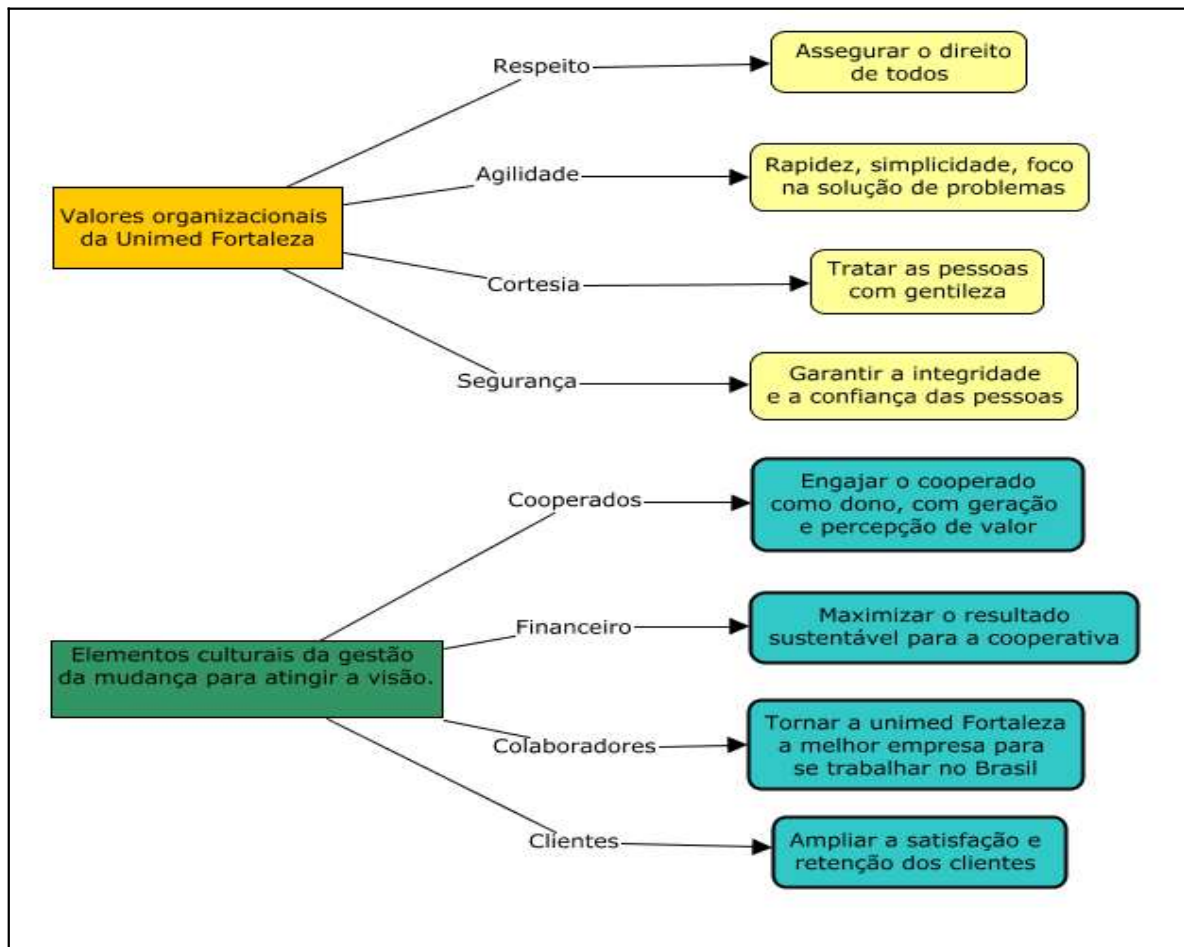 Respeito
Assegurar o direito
de todos
Agilidade
Rapidez, simplicidade, foco
na solução de problemas
Valores organizacionais
da Unimed Fortaleza
Cortesia
Tratar as pessoas
com gentileza
Segurança
Garantir a integridade
e a confiança das pessoas
Cooperados
Engajar o cooperado
como dono, com geração
e percepção de valor
Financeiro
Maximizar o resultado
sustentável para a cooperativa
Elementos culturais da gestão
da mudança para atingir a visão.
Colaboradores
Tornar a unimed Fortaleza
a melhor empresa para
se trabalhar no Brasil
Clientes
Ampliar a satisfação e
retenção dos clientes